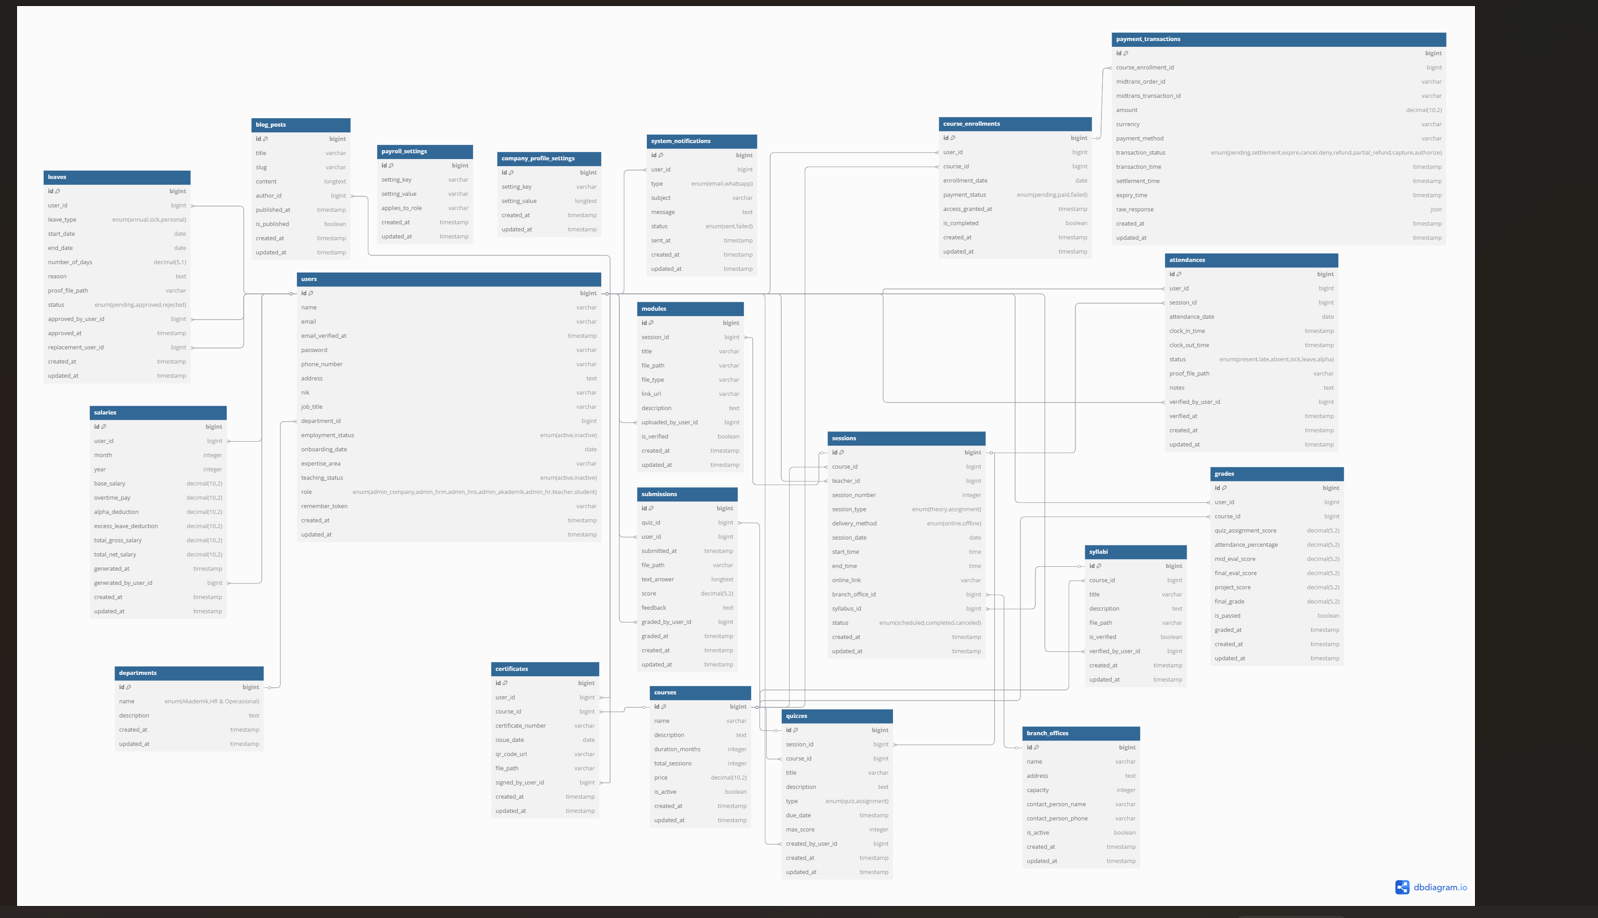 payment_transactions
id bigint
course_enrollment_id bigint
midtrans_order_id varchar
midtrans_transaction_id varchar
amount decimal(10,2)
currency varchar
payment_method varchar
transaction_status enum(pending,settlement,expire,cancel,deny,refund,partial_refund,capture,authorize)
transaction_time timestamp
settlement_time timestamp
expiry_time timestamp
raw_response json
created_at timestamp
updated_at timestamp
course_enrollments
id bigint
user_id bigint
course_id bigint
enrollment_date date
payment_status enum(pending,paid,failed)
access_granted_at timestamp
is_completed boolean
created_at timestamp
updated_at timestamp
blog_posts
id bigint
title varchar
slug varchar
content longtext
author_id bigint
published_at timestamp
is_published boolean
created_at timestamp
updated_at timestamp
payroll_settings
id bigint
setting_key varchar
setting_value varchar
applies_to_role varchar
created_at timestamp
updated_at timestamp
company_profile_settings
id bigint
setting_key varchar
setting_value longtext
created_at timestamp
updated_at timestamp
system_notifications
id bigint
user_id bigint
type enum(email,whatsapp)
subject varchar
message text
status enum(sent,failed)
sent_at timestamp
created_at timestamp
updated_at timestamp
leaves
id bigint
user_id bigint
leave_type enum(annual,sick,personal)
start_date date
end_date date
number_of_days decimal(5,1)
reason text
proof_file_path varchar
status enum(pending,approved,rejected)
approved_by_user_id bigint
approved_at timestamp
replacement_user_id bigint
created_at timestamp
updated_at timestamp
users
id bigint
name varchar
email varchar
email_verified_at timestamp
password varchar
phone_number varchar
address text
nik varchar
job_title varchar
department_id bigint
employment_status enum(active,inactive)
onboarding_date date
expertise_area varchar
teaching_status enum(active,inactive)
role enum(admin_company,admin_hrm,admin_lms,admin_akademik,admin_hr,teacher,student)
remember_token varchar
created_at timestamp
updated_at timestamp
attendances
id bigint
user_id bigint
session_id bigint
attendance_date date
clock_in_time timestamp
clock_out_time timestamp
status enum(present,late,absent,sick,leave,alpha)
proof_file_path varchar
notes text
verified_by_user_id bigint
verified_at timestamp
created_at timestamp
updated_at timestamp
modules
id bigint
session_id bigint
title varchar
file_path varchar
file_type varchar
link_url varchar
description text
uploaded_by_user_id bigint
is_verified boolean
created_at timestamp
updated_at timestamp
salaries
id bigint
user_id bigint
month integer
year integer
base_salary decimal(10,2)
overtime_pay decimal(10,2)
alpha_deduction decimal(10,2)
excess_leave_deduction decimal(10,2)
total_gross_salary decimal(10,2)
total_net_salary decimal(10,2)
generated_at timestamp
generated_by_user_id bigint
created_at timestamp
updated_at timestamp
sessions
id bigint
course_id bigint
teacher_id bigint
session_number integer
session_type enum(theory,assignment)
delivery_method enum(online,offline)
session_date date
start_time time
end_time time
online_link varchar
branch_office_id bigint
syllabus_id bigint
status enum(scheduled,completed,canceled)
created_at timestamp
updated_at timestamp
grades
id bigint
user_id bigint
course_id bigint
quiz_assignment_score decimal(5,2)
attendance_percentage decimal(5,2)
mid_eval_score decimal(5,2)
final_eval_score decimal(5,2)
project_score decimal(5,2)
final_grade decimal(5,2)
is_passed boolean
graded_at timestamp
created_at timestamp
updated_at timestamp
submissions
id bigint
quiz_id bigint
user_id bigint
submitted_at timestamp
file_path varchar
text_answer longtext
score decimal(5,2)
feedback text
graded_by_user_id bigint
graded_at timestamp
created_at timestamp
updated_at timestamp
syllabi
id bigint
course_id bigint
title varchar
description text
file_path varchar
is_verified boolean
verified_by_user_id bigint
created_at timestamp
updated_at timestamp
departments
id bigint
name enum(Akademik,HR & Operasional)
description text
created_at timestamp
updated_at timestamp
certificates
id bigint
user_id bigint
course_id bigint
certificate_number varchar
issue_date date
qr_code_url varchar
file_path varchar
signed_by_user_id bigint
created_at timestamp
updated_at timestamp
courses
id bigint
name varchar
description text
duration_months integer
total_sessions integer
price decimal(10,2)
is_active boolean
created_at timestamp
updated_at timestamp
quizzes
id bigint
session_id bigint
course_id bigint
title varchar
description text
type enum(quiz,assignment)
due_date timestamp
max_score integer
created_by_user_id bigint
created_at timestamp
updated_at timestamp
branch_offices
id bigint
name varchar
address text
capacity integer
contact_person_name varchar
contact_person_phone varchar
is_active boolean
created_at timestamp
updated_at timestamp
dbdiagram.io